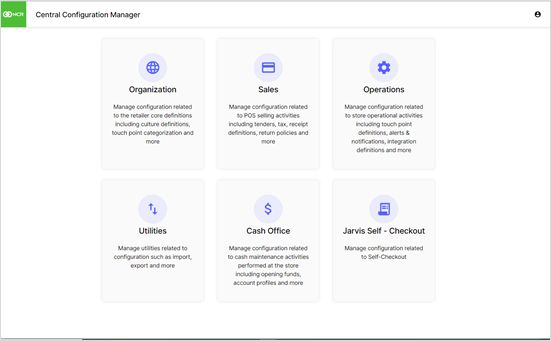 NCR
Central Configuration Manager
Organization
Manage configuration related
to the retailer core definitions
including culture definitions,
touch point categorization and
more
Sales
Manage configuration related
to POS selling activities
including tenders, tax, receipt
definitions, return policies and
more
Operations
Manage configuration related
to store operational activities
including touch point
definitions, alerts &
notifications, integration
definitions and more
Utilities
Manage utilities related to
configuration such as import,
export and more
Cash Office
Manage configuration related
to cash maintenance activities
performed at the store
including opening funds,
account profiles and more
Jarvis Self - Checkout
Manage configuration related
to Self-Checkout